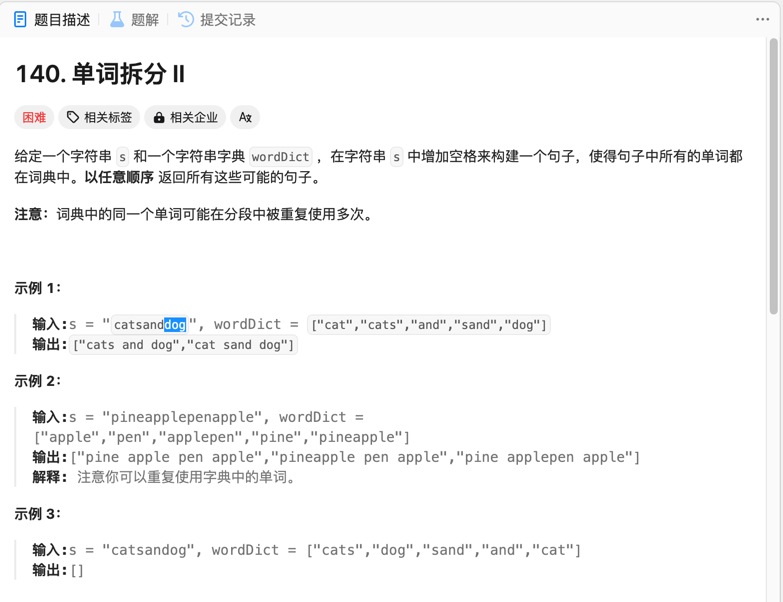 题目描述 题解 提交记录 ...
140. 单词拆分 II
困难 相关标签 相关企业 Aあ
给定一个字符串 s 和一个字符串字典 wordDict ，在字符串 s 中增加空格来构建一个句子，使得句子中所有的单词都
在词典中。以任意顺序 返回所有这些可能的句子。
注意：词典中的同一个单词可能在分段中被重复使用多次。
示例 1：
输入:s = "catsanddog", wordDict = ["cat","cats","and","sand","dog"]
输出:["cats and dog","cat sand dog"]
示例 2：
输入:s = "pineapplepenapple", wordDict =
["apple","pen","applepen","pine","pineapple"]
输出:["pine apple pen apple","pineapple pen apple","pine applepen apple"]
解释: 注意你可以重复使用字典中的单词。
示例 3：
输入:s = "catsandog", wordDict = ["cats","dog","sand","and","cat"]
输出:[]